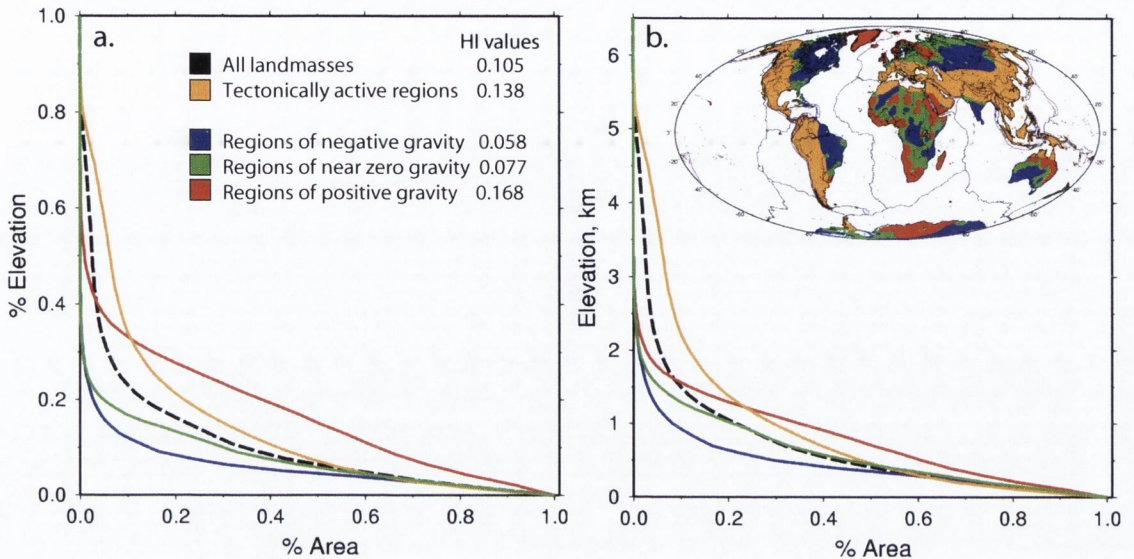 a.
HI values
All landmasses 0.105
Tectonically active regions 0.138
Regions of negative gravity 0.058
Regions of near zero gravity 0.077
Regions of positive gravity 0.168
1.0
0.8
0.6
0.4
0.2
0.0
% Elevation
0.0 0.2 0.4 0.6 0.8 1.0
% Area
b.
6
5
4
3
2
1
0
Elevation, km
0.0 0.2 0.4 0.6 0.8 1.0
% Area